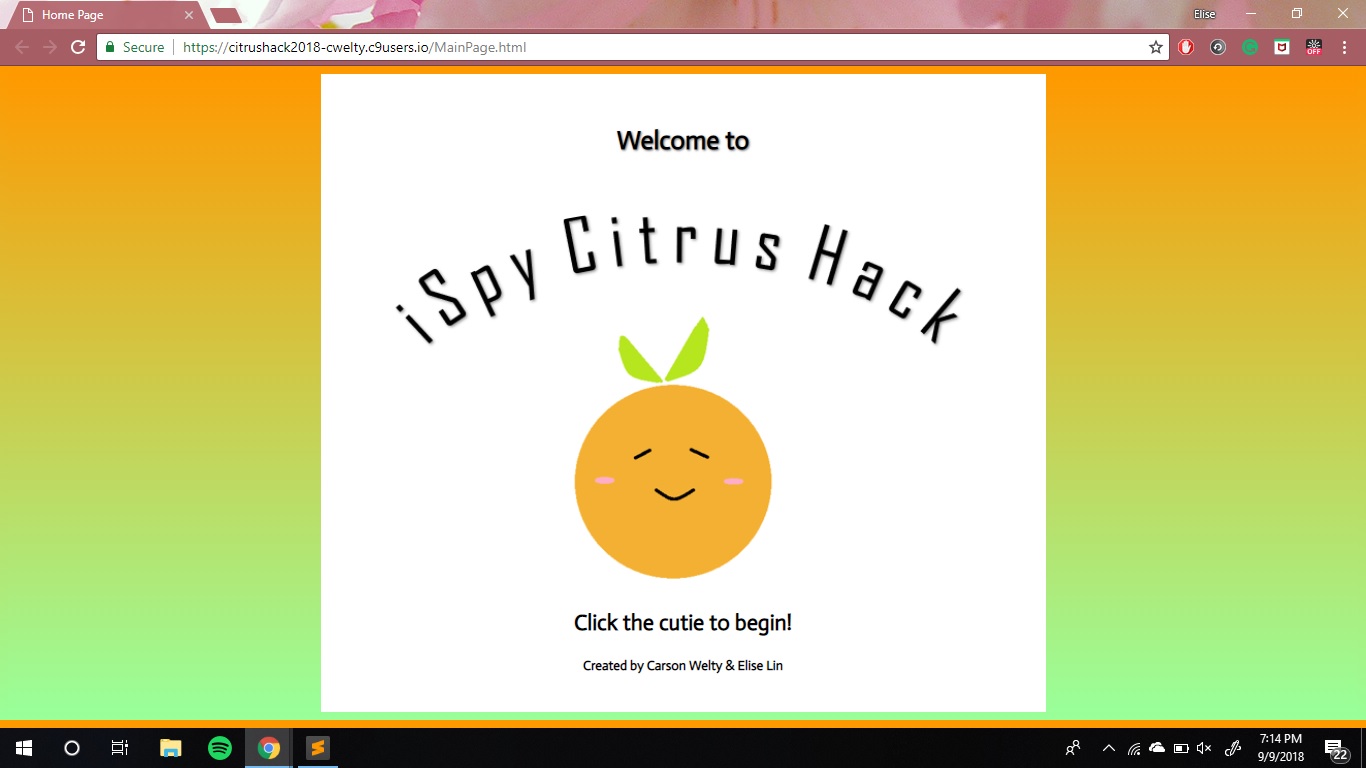 Home Page
Elise
Secure
https://citrushack2018-cwelty.c9users.io/MainPage.html
OFF
Welcome to
iSpy Citrus Hack
Click the cutie to begin!
Created by Carson Welty & Elise Lin
7:14 PM
9/9/2018
22